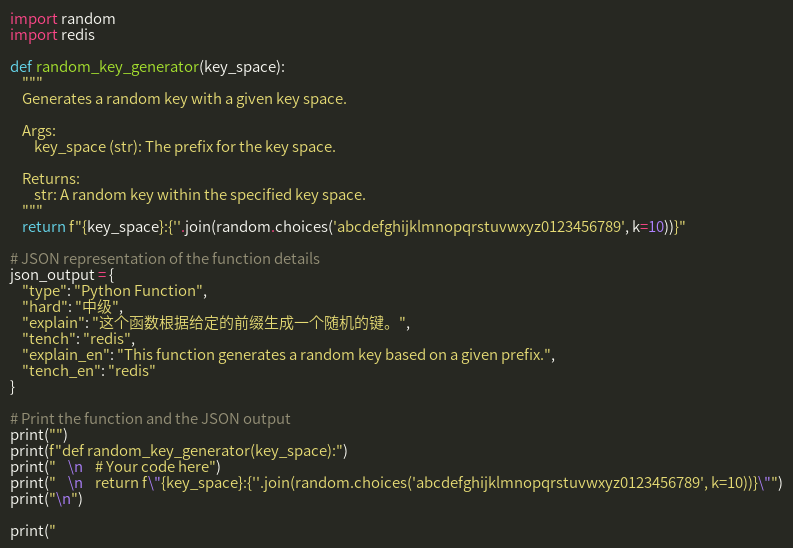 import random
import redis

def random_key_generator(key_space):
    """
    Generates a random key with a given key space.

    Args:
        key_space (str): The prefix for the key space.

    Returns:
        str: A random key within the specified key space.
    """
    return f"{key_space}:{''.join(random.choices('abcdefghijklmnopqrstuvwxyz0123456789', k=10))}"

# JSON representation of the function details
json_output = {
    "type": "Python Function",
    "hard": "中级",
    "explain": "这个函数根据给定的前缀生成一个随机的键。",
    "tench": "redis",
    "explain_en": "This function generates a random key based on a given prefix.",
    "tench_en": "redis"
}

# Print the function and the JSON output
print("")
print(f"def random_key_generator(key_space):")
print("    \n    # Your code here")
print("    \n    return f\"{key_space}:{''.join(random.choices('abcdefghijklmnopqrstuvwxyz0123456789', k=10))}\"")
print("\n")

print("